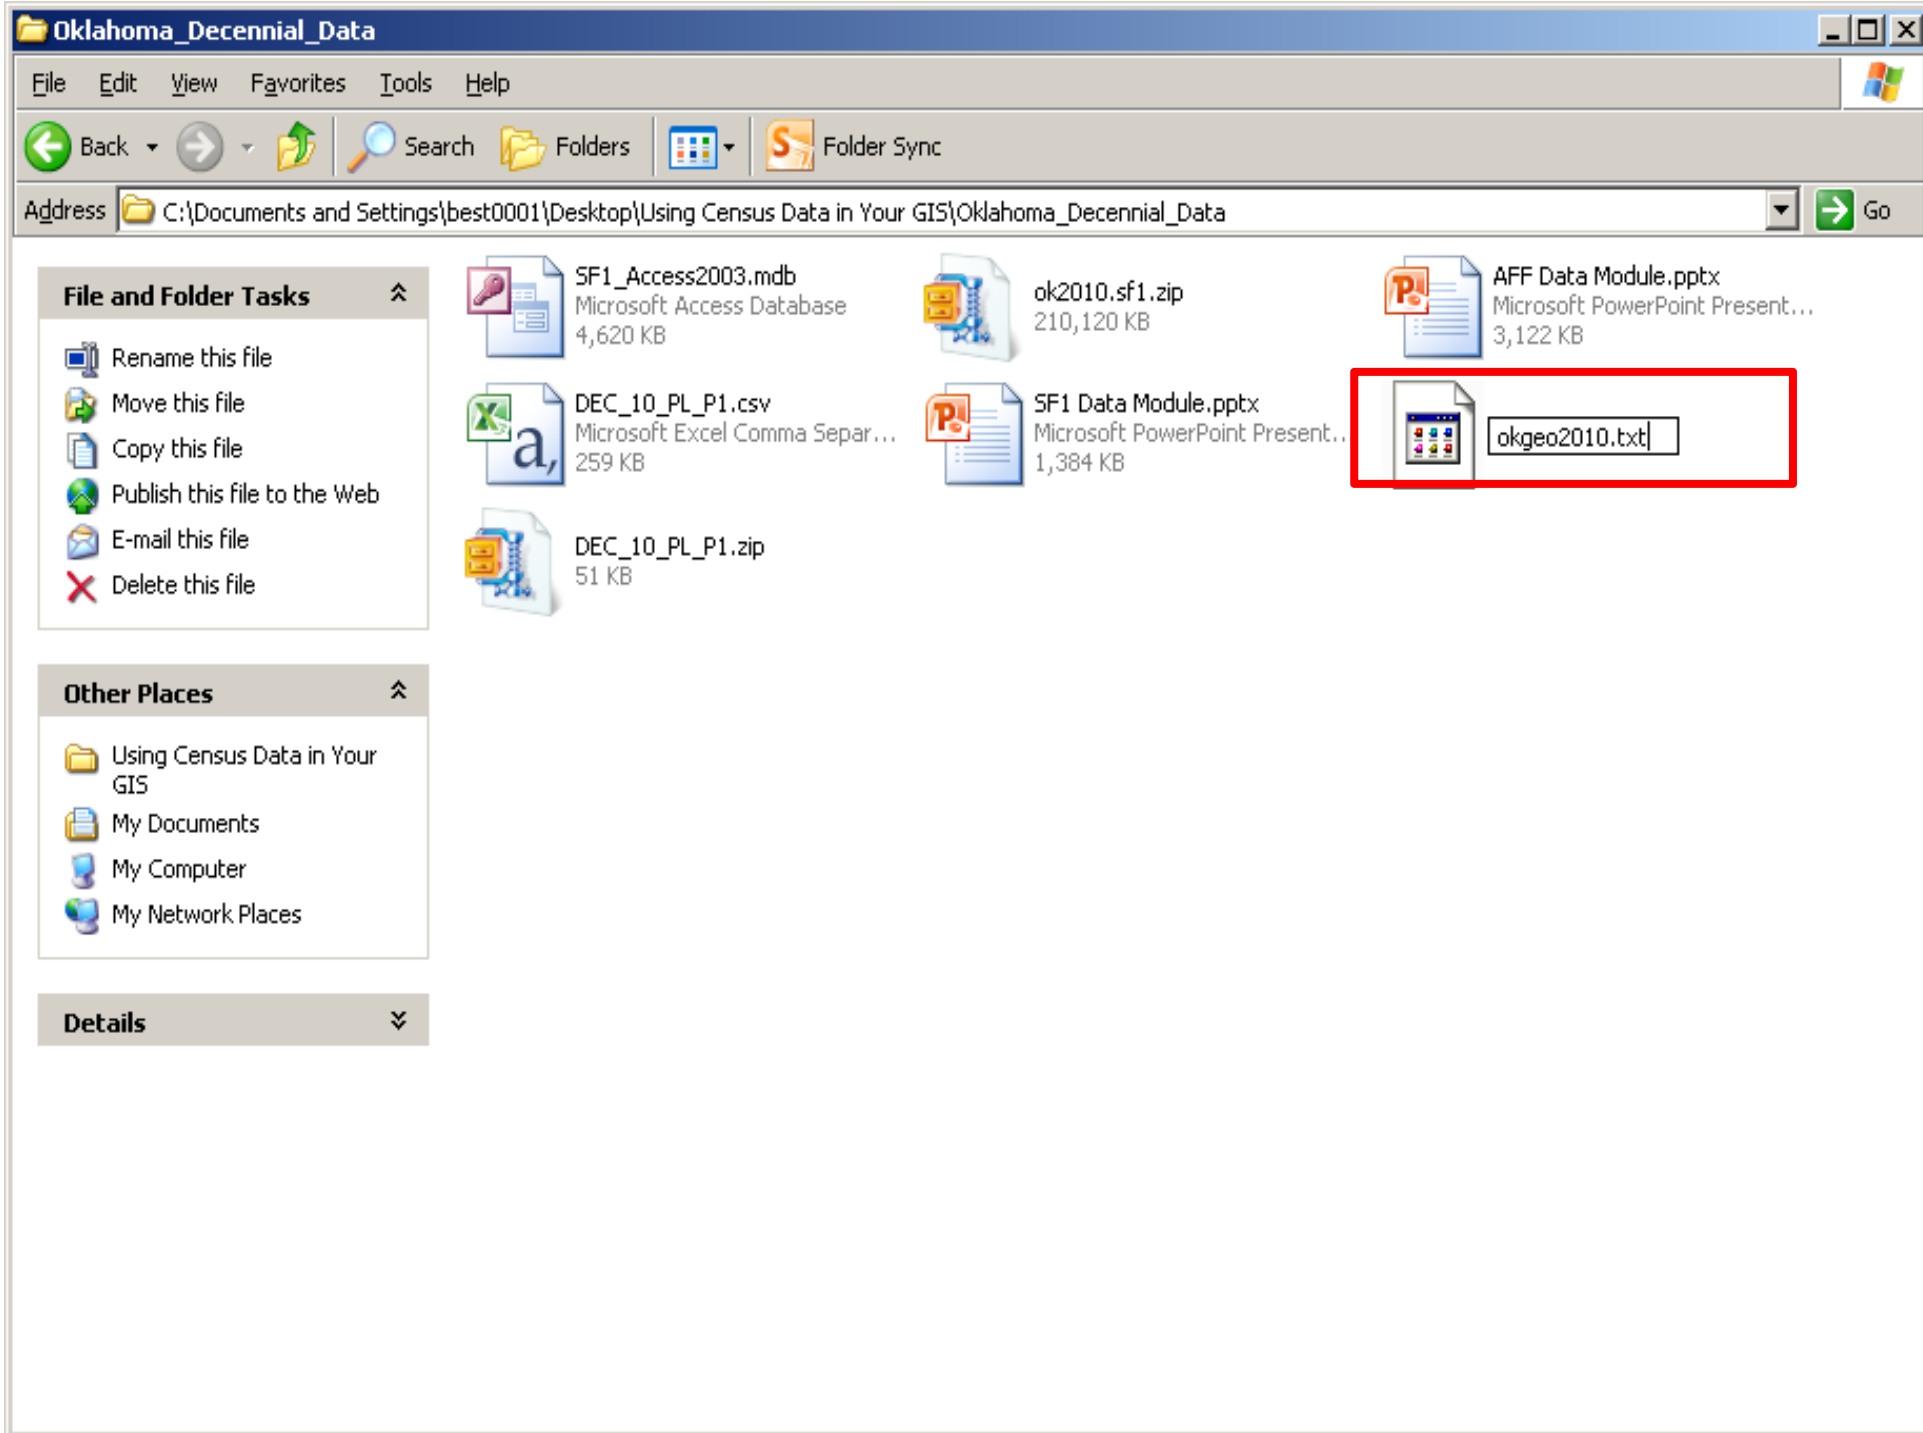 Oklahoma_Decennial_Data
File Edit View Favorites Tools Help
Back Search Folders Folder Sync
Address C:\Documents and Settings\best0001\Desktop\Using Census Data in Your GIS\Oklahoma_Decennial_Data Go
File and Folder Tasks
Rename this file
Move this file
Copy this file
Publish this file to the Web
E-mail this file
Delete this file
Other Places
Using Census Data in Your
GIS
My Documents
My Computer
My Network Places
Details
SF1_Access2003.mdb
Microsoft Access Database
4,620 KB
ok2010.sf1.zip
210,120 KB
AFF Data Module.pptx
Microsoft PowerPoint Present...
3,122 KB
DEC_10_PL_P1.csv
Microsoft Excel Comma Separ...
259 KB
SF1 Data Module.pptx
Microsoft PowerPoint Present...
1,384 KB
okgeo2010.txt
DEC_10_PL_P1.zip
51 KB